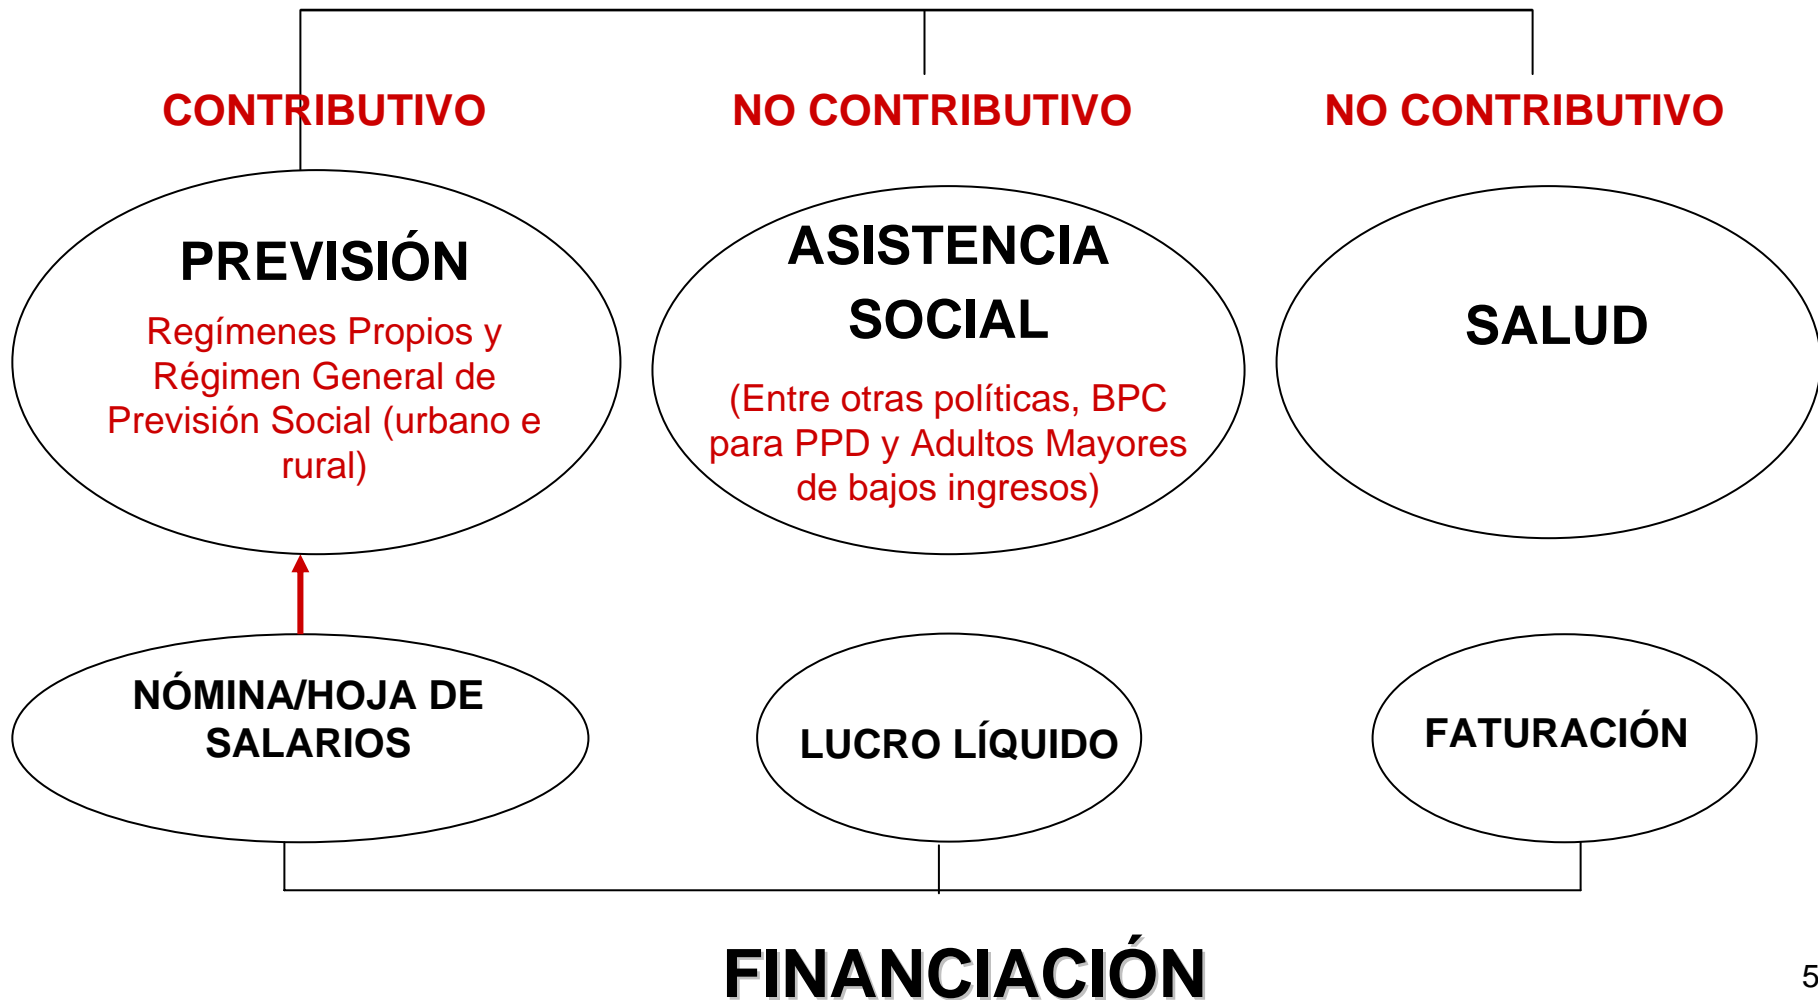 CONTRIBUTIVO
NO CONTRIBUTIVO
NO CONTRIBUTIVO
PREVISIÓN
Regímenes Propios y
Régimen General de
Previsión Social (urbano e
rural)
ASISTENCIA
SOCIAL
(Entre otras políticas, BPC
para PPD y Adultos Mayores
de bajos ingresos)
SALUD
NÓMINA/HOJA DE
SALARIOS
LUCRO LÍQUIDO
FATURACIÓN
FINANCIACIÓN
5